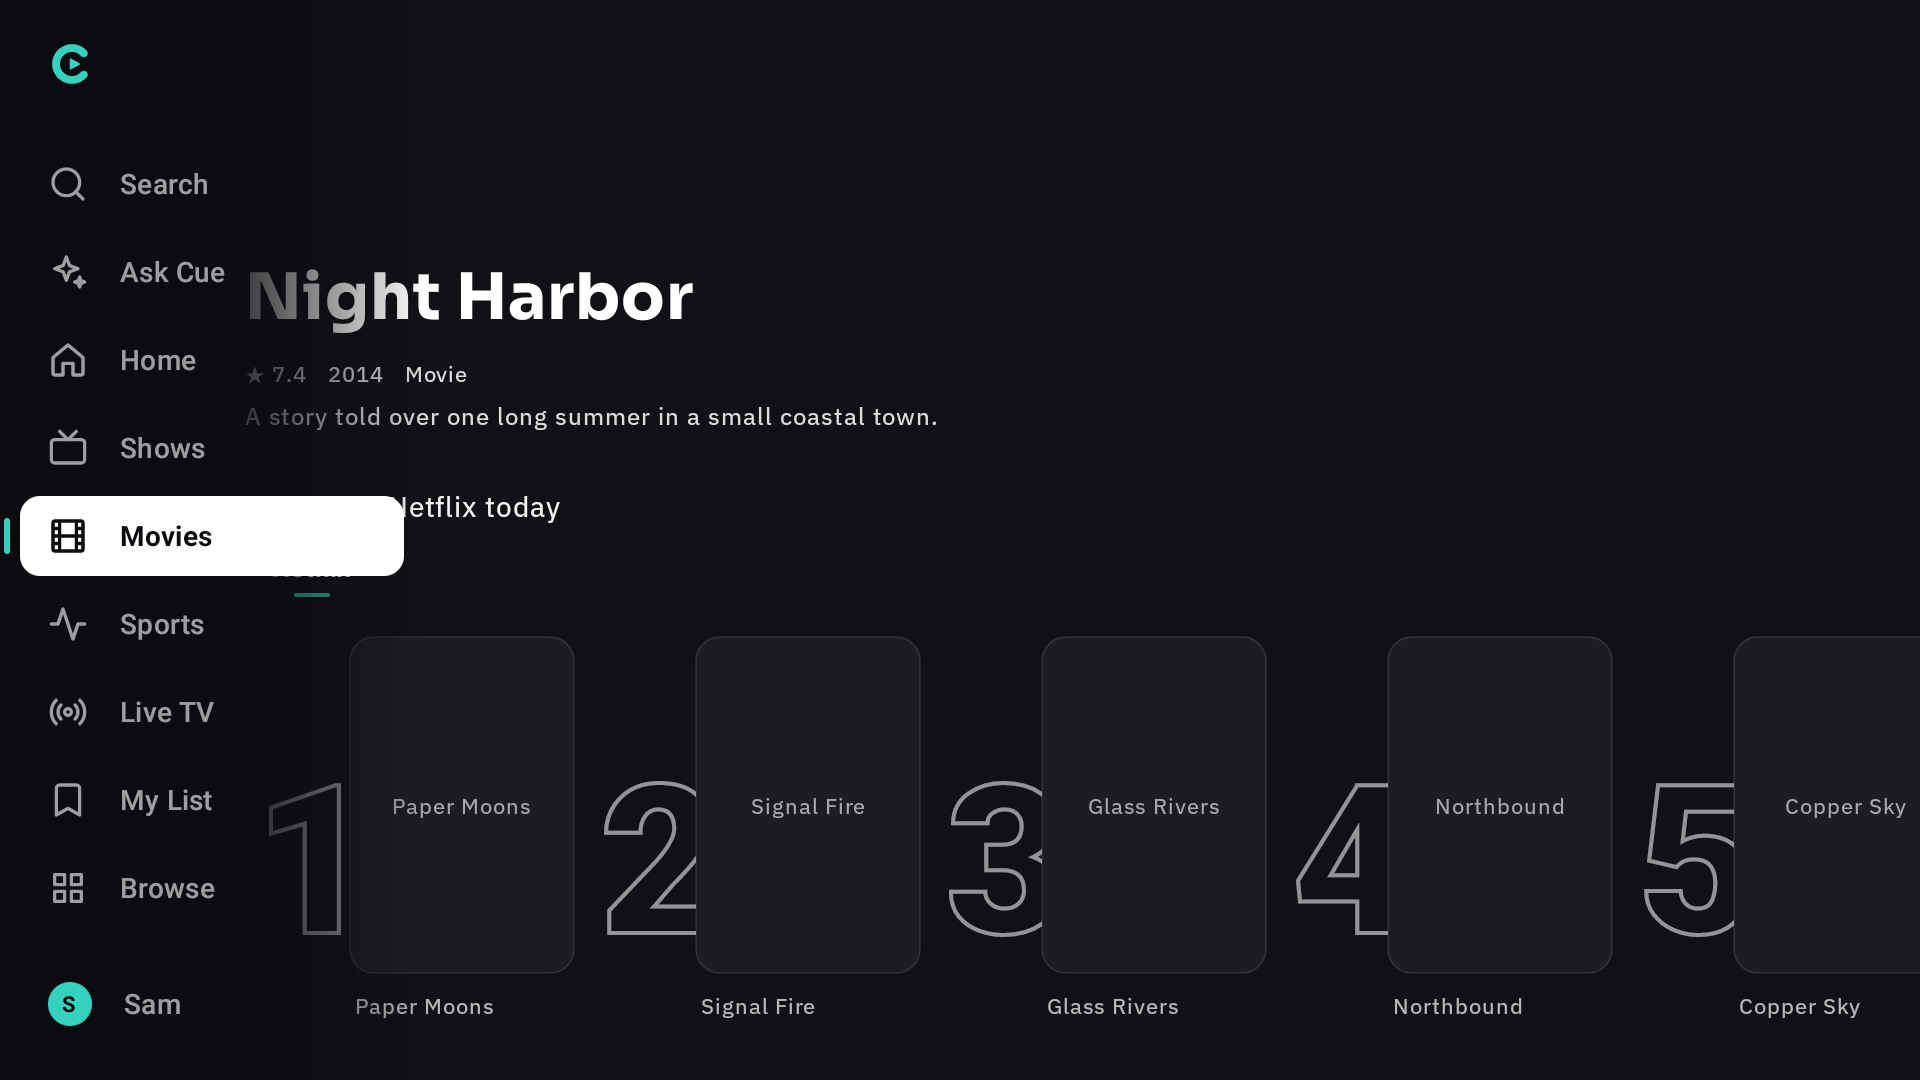 Search
Ask Cue
Home
Shows
Movies
Sports
Live TV
My List
Browse
S Sam
Night Harbor
★ 7.4 2014 Movie
A story told over one long summer in a small coastal town.
Netflix today
1 Paper Moons
2 Signal Fire
3 Glass Rivers
4 Northbound
5 Copper Sky
Paper Moons
Signal Fire
Glass Rivers
Northbound
Copper Sky